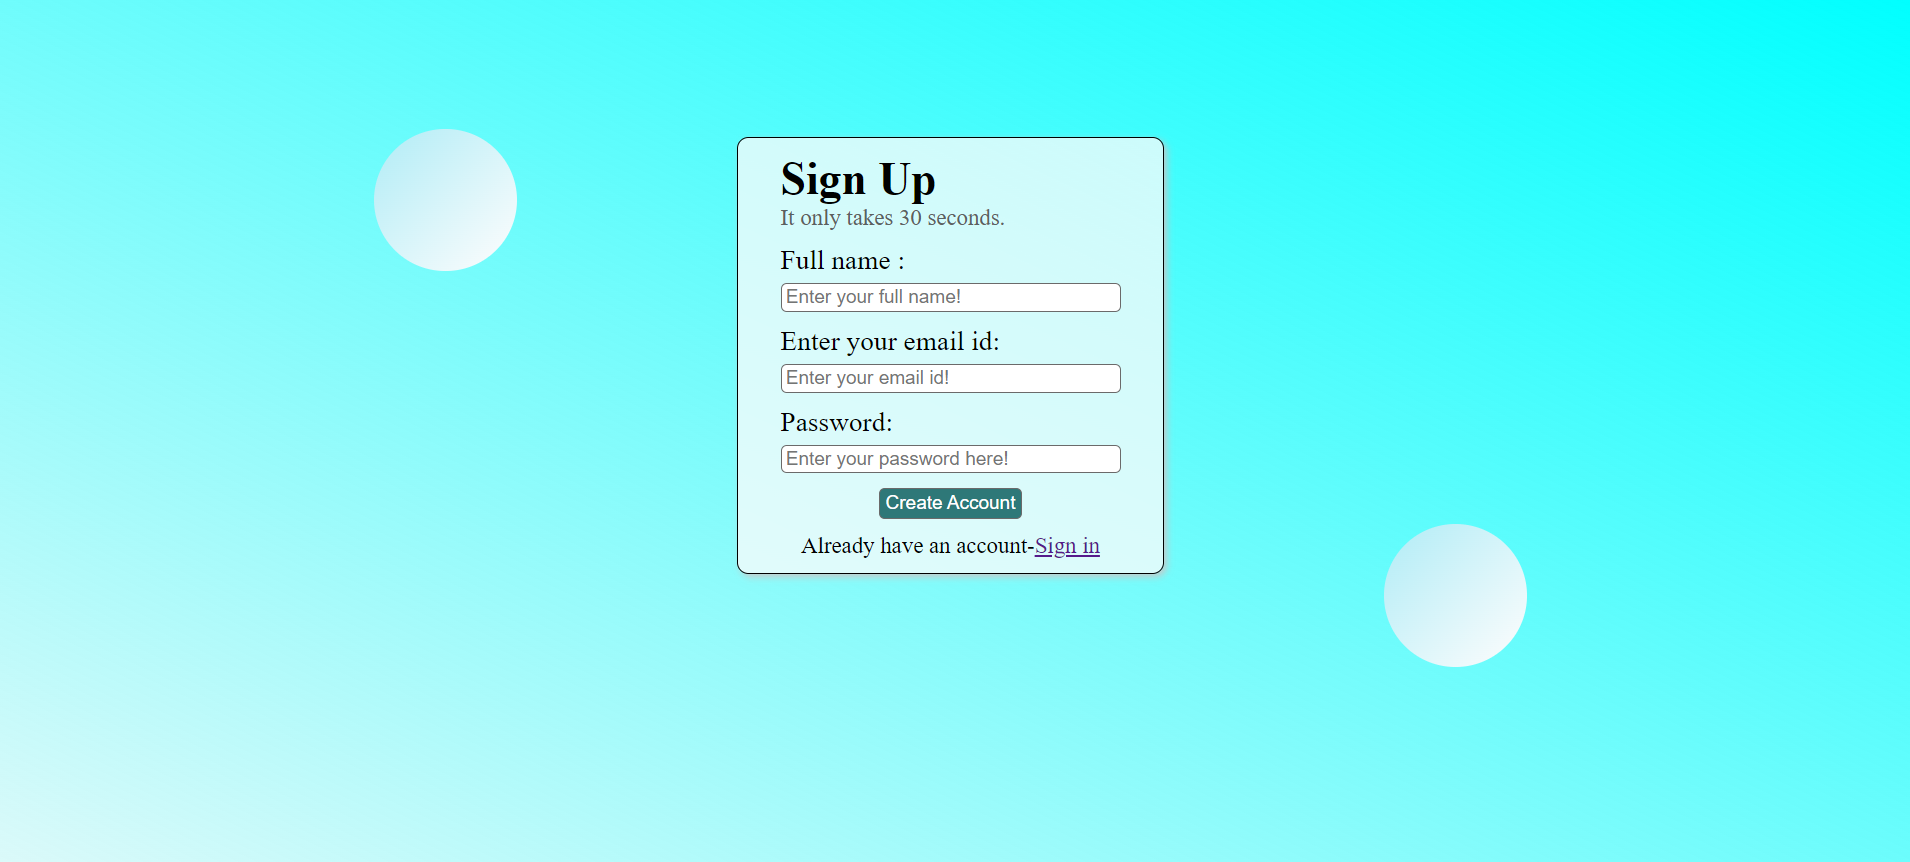 Sign Up
It only takes 30 seconds.
Full name :
Enter your full name!
Enter your email id:
Enter your email id!
Password:
Enter your password here!
Create Account
Already have an account-Sign in